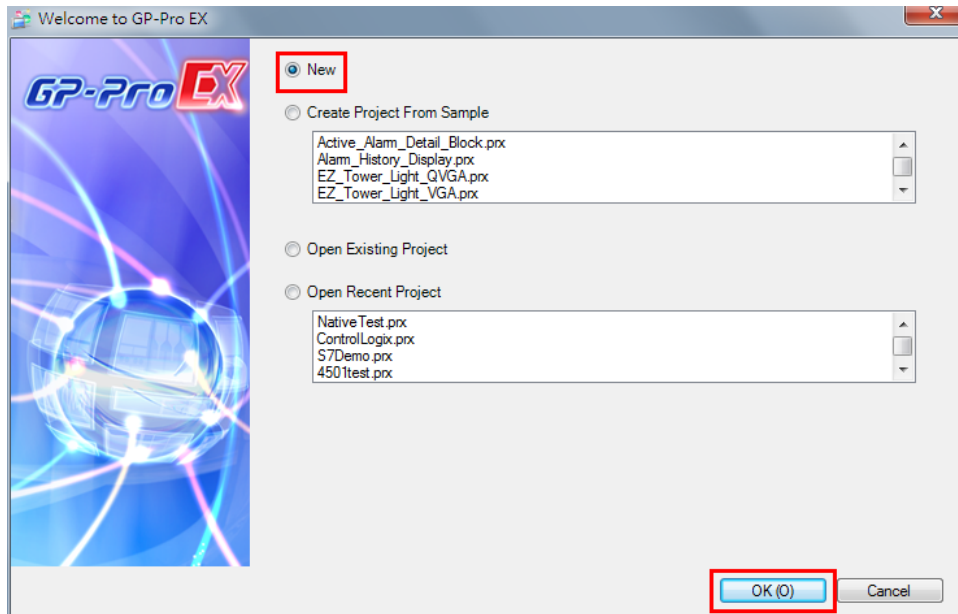 Welcome to GP-Pro EX
GP-Pro EX
New
Create Project From Sample
Active_Alarm_Detail_Block.prx
Alarm_History_Display.prx
EZ_Tower_Light_QVGA.prx
EZ_Tower_Light_VGA.prx
Open Existing Project
Open Recent Project
NativeTest.prx
ControlLogix.prx
S7Demo.prx
4501test.prx
OK (O)
Cancel